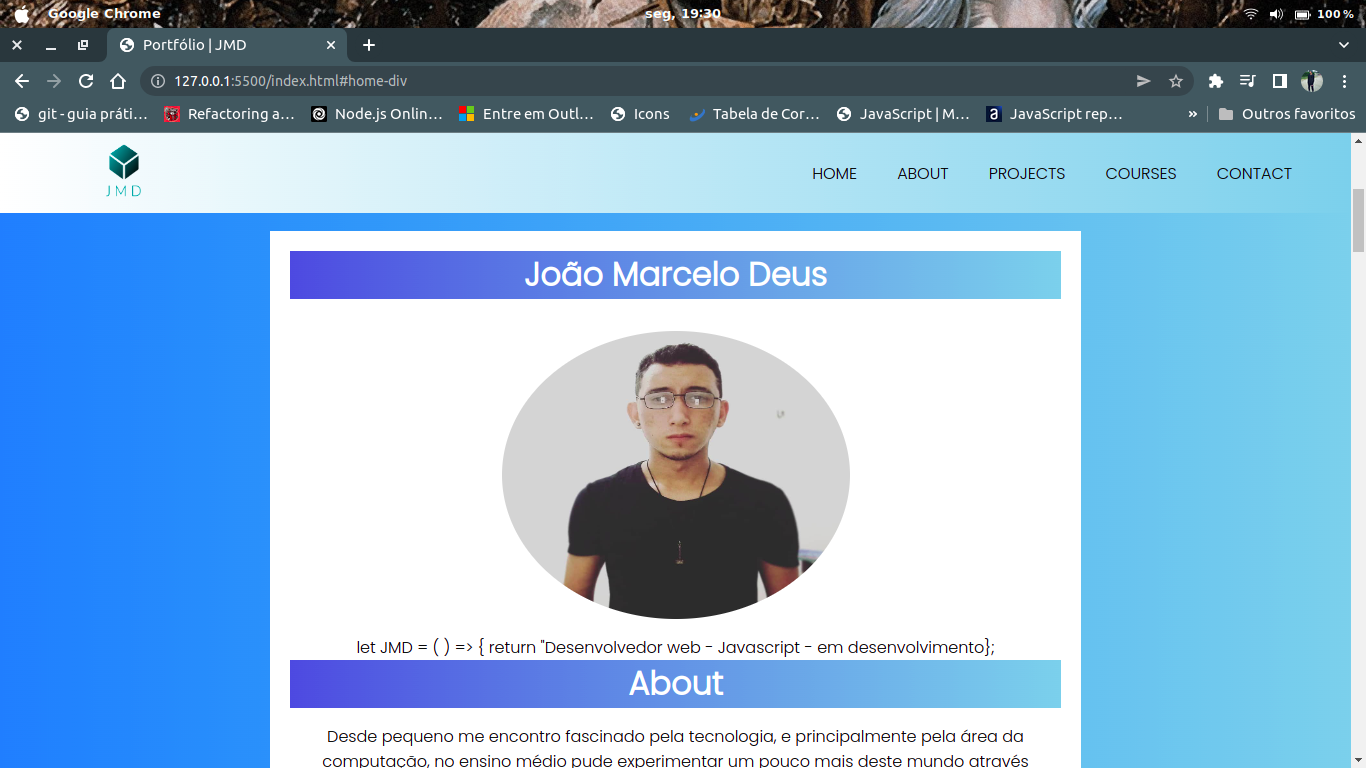 Google Chrome
seg, 19:30
100 %
Portfólio | JMD
127.0.0.1:5500/index.html#home-div
git - guia práti…
Refactoring a…
Node.js Onlin…
Entre em Outl…
Icons
Tabela de Cor…
JavaScript | M…
JavaScript rep…
»
Outros favoritos
JMD
HOME
ABOUT
PROJECTS
COURSES
CONTACT
João Marcelo Deus
let JMD = ( ) => { return "Desenvolvedor web - Javascript - em desenvolvimento};
About
Desde pequeno me encontro fascinado pela tecnologia, e principalmente pela área da
computação, no ensino médio pude experimentar um pouco mais deste mundo através